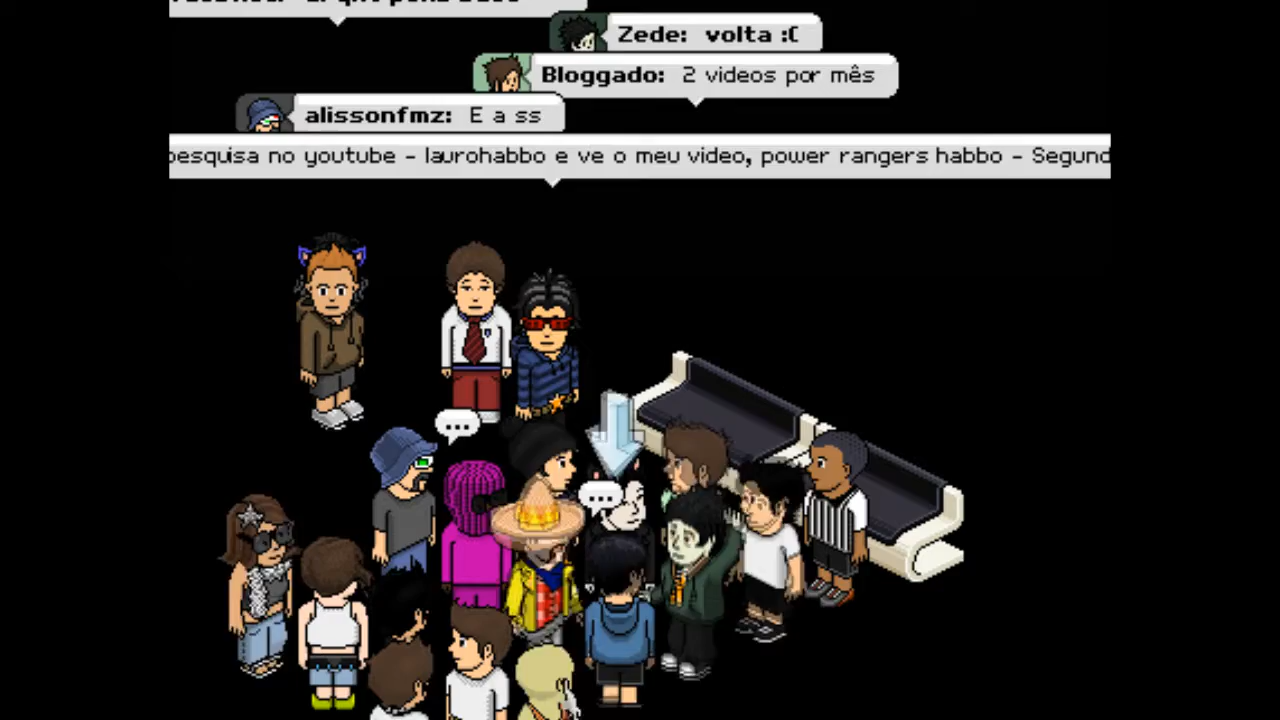 Zede: volta :(
Bloggado: 2 videos por mês
alissonfmz: E a ss
pesquisa no youtube - laurohabbo e ve o meu video, power rangers habbo - Segund